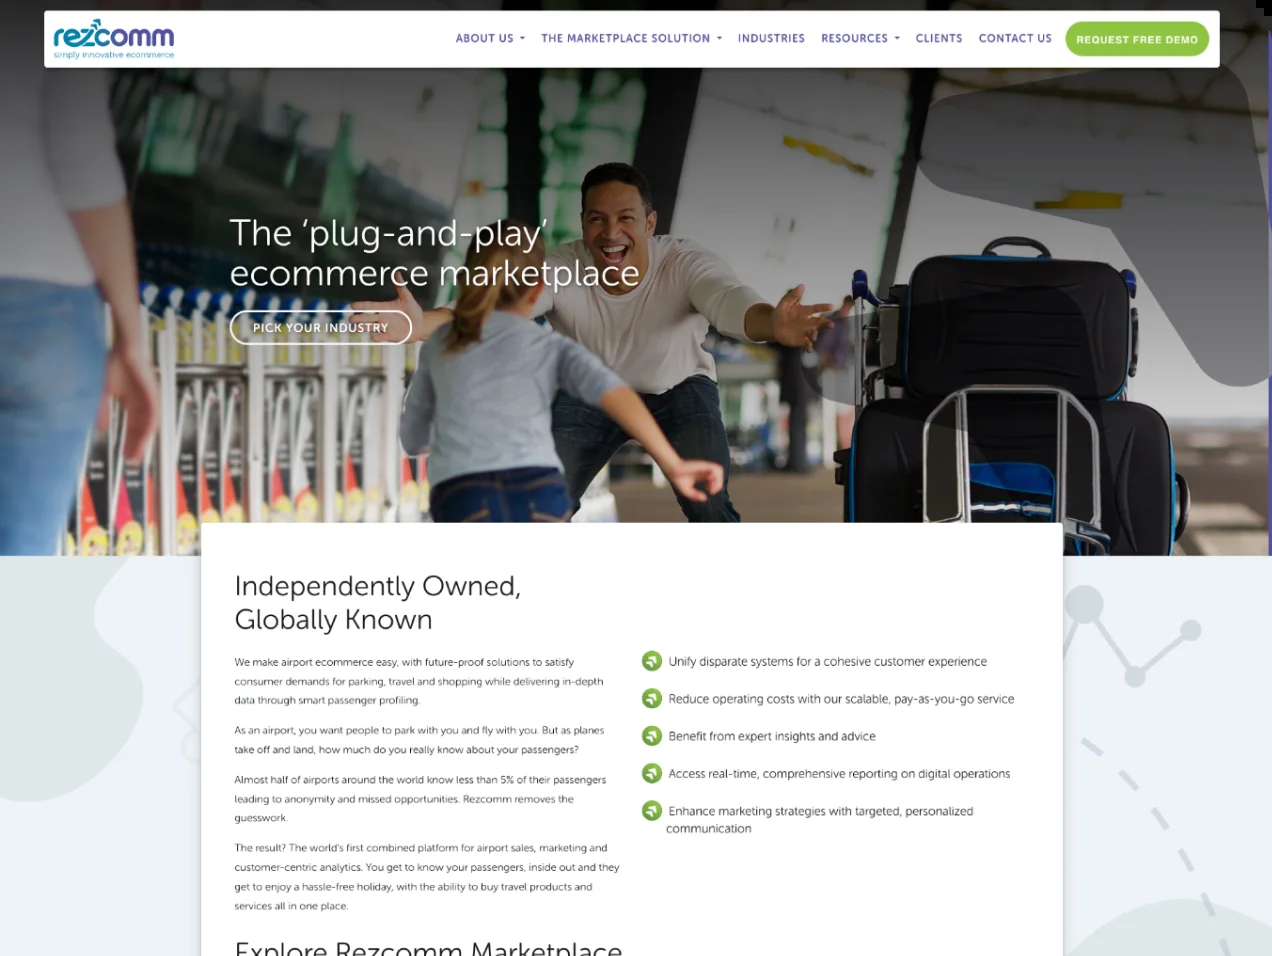 rezcomm
simply innovative ecommerce
ABOUT US
THE MARKETPLACE SOLUTION
INDUSTRIES
RESOURCES
CLIENTS
CONTACT US
REQUEST FREE DEMO
The ‘plug-and-play’
ecommerce marketplace
PICK YOUR INDUSTRY
Independently Owned,
Globally Known
We make airport ecommerce easy, with future-proof solutions to satisfy
consumer demands for parking, travel and shopping while delivering in-depth
data through smart passenger profiling.
As an airport, you want people to park with you and fly with you. But as planes
take off and land, how much do you really know about your passengers?
Almost half of airports around the world know less than 5% of their passengers
leading to anonymity and missed opportunities. Rezcomm removes the
guesswork.
The result? The world's first combined platform for airport sales, marketing and
customer-centric analytics. You get to know your passengers, inside out and they
get to enjoy a hassle-free holiday, with the ability to buy travel products and
services all in one place.
Unify disparate systems for a cohesive customer experience
Reduce operating costs with our scalable, pay-as-you-go service
Benefit from expert insights and advice
Access real-time, comprehensive reporting on digital operations
Enhance marketing strategies with targeted, personalized
communication
Explore Rezcomm Marketplace